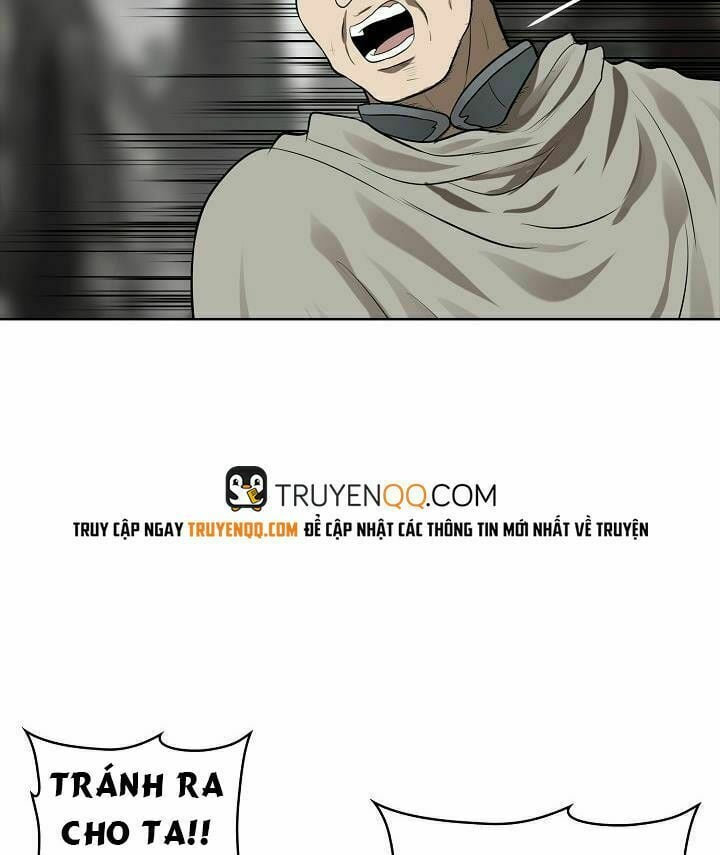 TRUYENQQ.COM
TRUY CẬP NGAY TRUYENQQ.COM ĐỂ CẬP NHẬT CÁC THÔNG TIN MỚI NHẤT VỀ TRUYỆN
TRÁNH RA
CHO TA!!